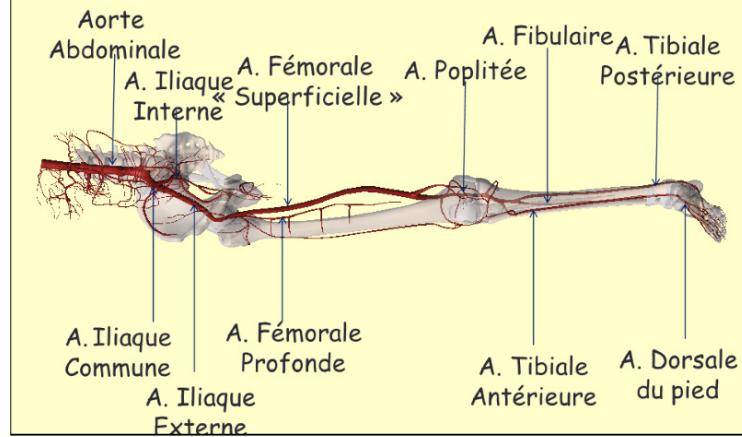 Aorte
Abdominale
A. Iliaque
Interne
A. Fémorale
« Superficielle »
A. Poplitée
A. Fibulaire
A. Tibiale
Postérieure
A. Iliaque
Commune
A. Iliaque
Externe
A. Fémorale
Profonde
A. Tibiale
Antérieure
A. Dorsale
du pied